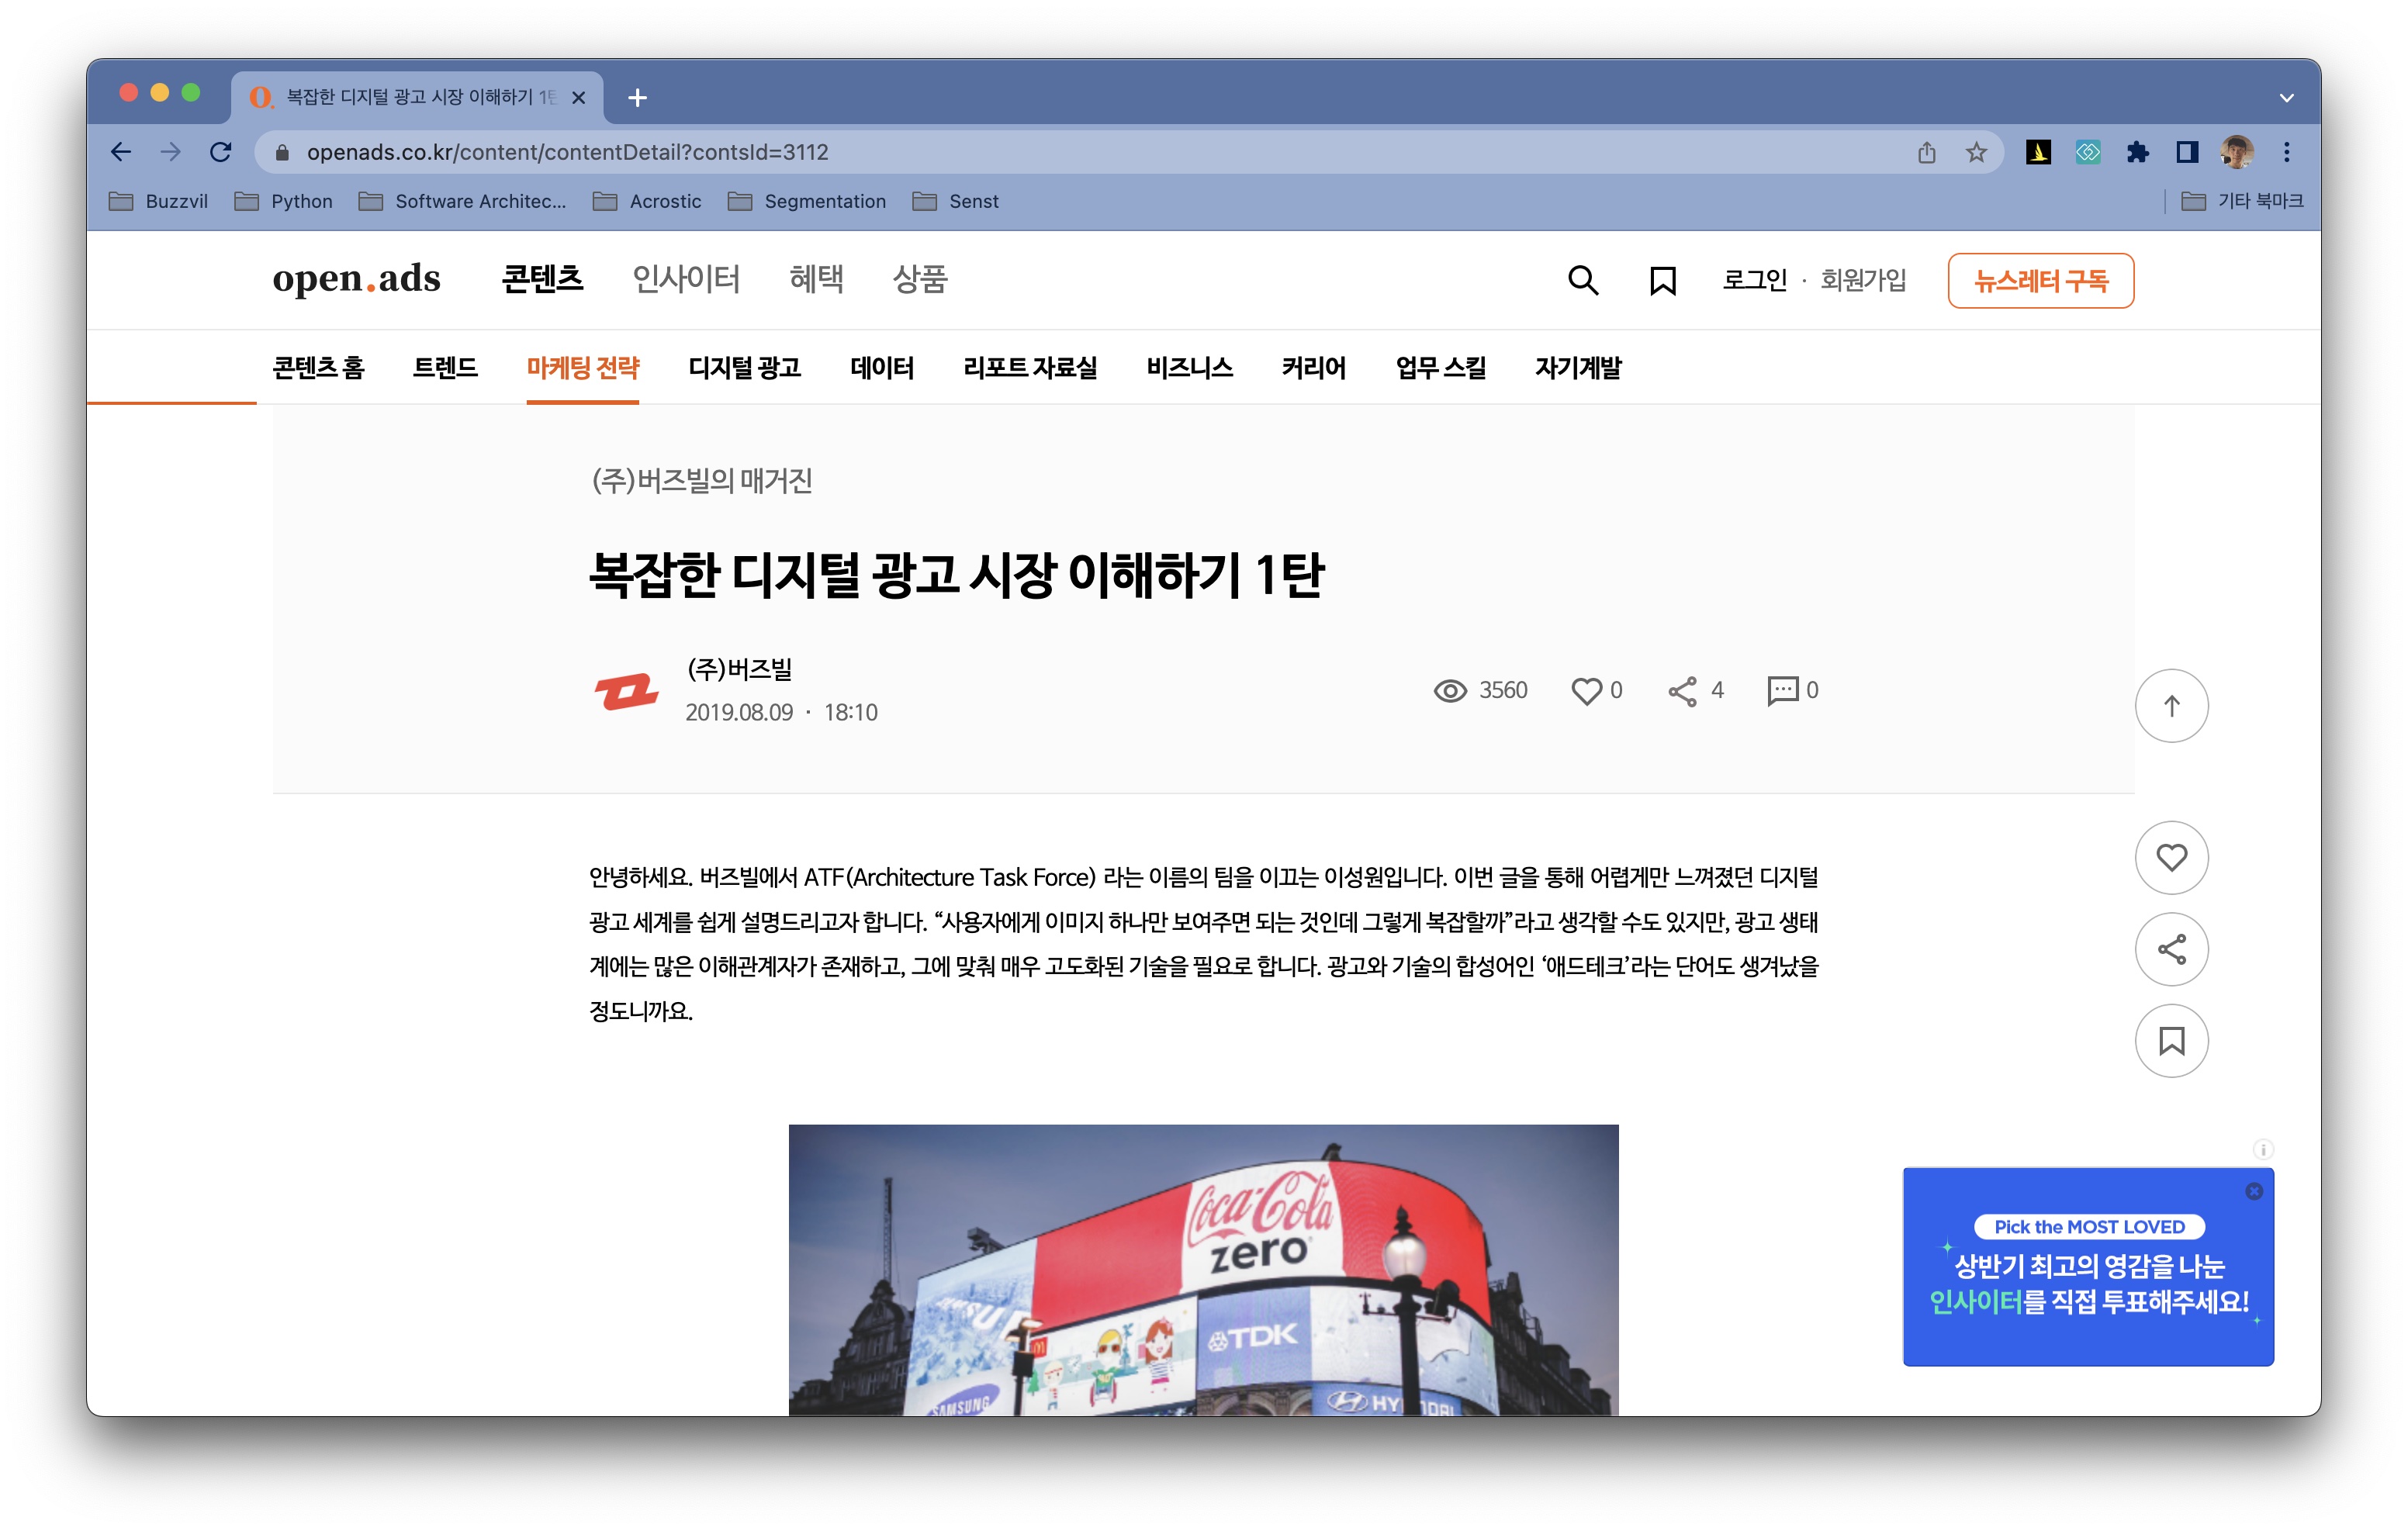 복잡한 디지털 광고 시장 이해하기 1탄
openads.co.kr/content/contentDetail?contsId=3112
Buzzvil Python Software Architec... Acrostic Segmentation Senst 기타 북마크
open.ads 콘텐츠 인사이터 혜택 상품 로그인 · 회원가입 뉴스레터 구독
콘텐츠 홈 트렌드 마케팅 전략 디지털 광고 데이터 리포트 자료실 비즈니스 커리어 업무 스킬 자기계발
(주)버즈빌의 매거진
복잡한 디지털 광고 시장 이해하기 1탄
(주)버즈빌
2019.08.09 · 18:10
3560 0 4 0
안녕하세요. 버즈빌에서 ATF(Architecture Task Force) 라는 이름의 팀을 이끄는 이성원입니다. 이번 글을 통해 어렵게만 느껴졌던 디지털
광고 세계를 쉽게 설명드리고자 합니다. “사용자에게 이미지 하나만 보여주면 되는 것인데 그렇게 복잡할까”라고 생각할 수도 있지만, 광고 생태
계에는 많은 이해관계자가 존재하고, 그에 맞춰 매우 고도화된 기술을 필요로 합니다. 광고와 기술의 합성어인 ‘애드테크’라는 단어도 생겨났을
정도니까요.
Coca-Cola
zero
SAMSUNG
TDK
SAMSUNG
HYUNDAI
Pick the MOST LOVED
상반기 최고의 영감을 나눈
인사이터를 직접 투표해주세요!